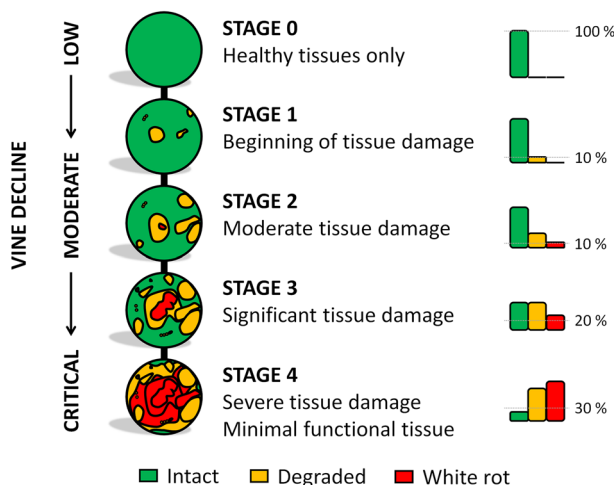 VINE DECLINE
LOW
MODERATE
CRITICAL
STAGE 0
Healthy tissues only
100 %
STAGE 1
Beginning of tissue damage
10 %
STAGE 2
Moderate tissue damage
10 %
STAGE 3
Significant tissue damage
20 %
STAGE 4
Severe tissue damage
Minimal functional tissue
30 %
Intact
Degraded
White rot